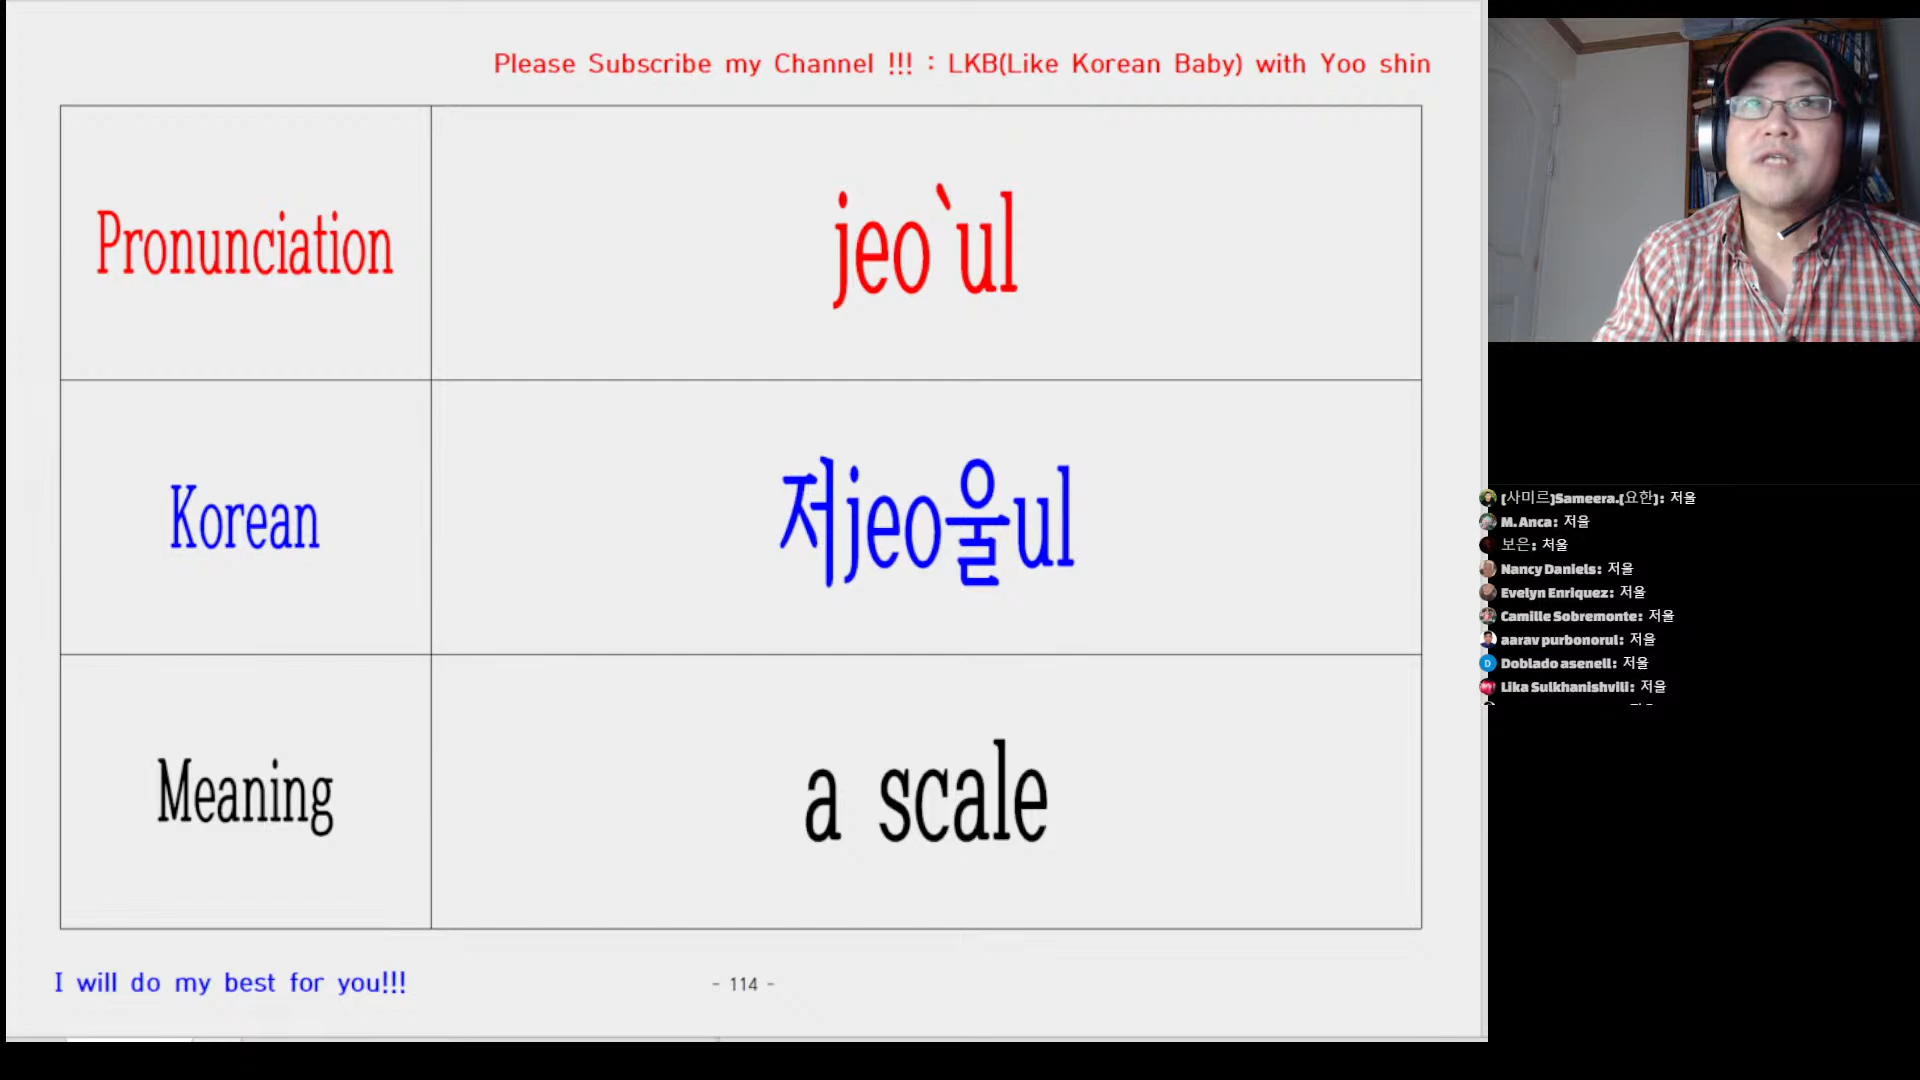 Please Subscribe my Channel !!! : LKB(Like Korean Baby) with Yoo shin
Pronunciation
jeo`ul
Korean
저jeo울ul
Meaning
a scale
I will do my best for you!!!
- 114 -
[사미르]Sameera.[요한]: 저울
M. Anca: 저울
보은: 처울
Nancy Daniels: 저울
Evelyn Enriquez: 저울
Camille Sobremonte: 저울
aarav purbonorul: 저울
D Doblado asenell: 저울
Lika Sulkhanishvili: 저울